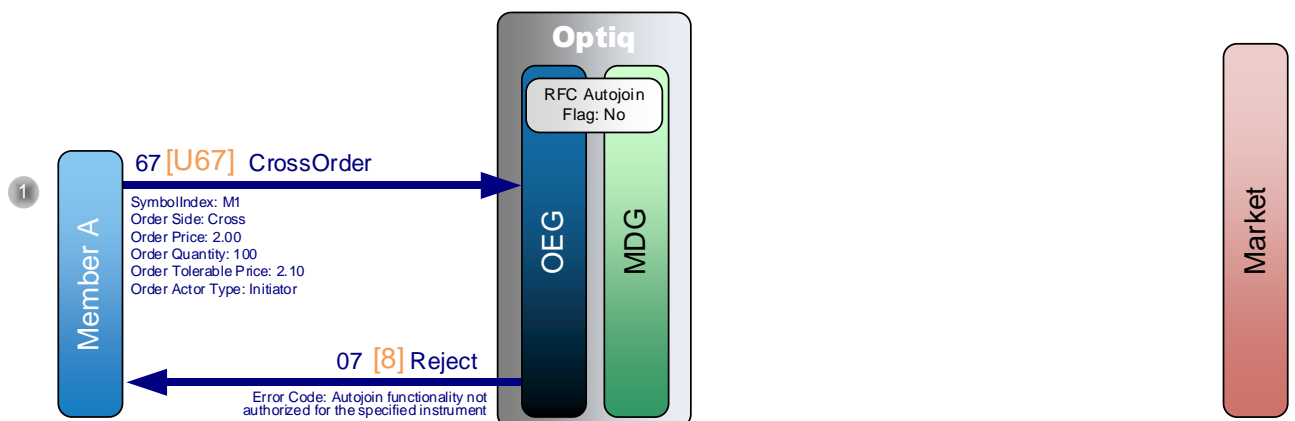 Optiq
RFC Autojoin
Flag: No
67 [U67] CrossOrder
1
SymbolIndex: M1
Order Side: Cross
Order Price: 2.00
Order Quantity: 100
Order Tolerable Price: 2.10
Order Actor Type: Initiator
Member A
OEG
MDG
Market
07 [8] Reject
Error Code: Autojoin functionality not
authorized for the specified instrument